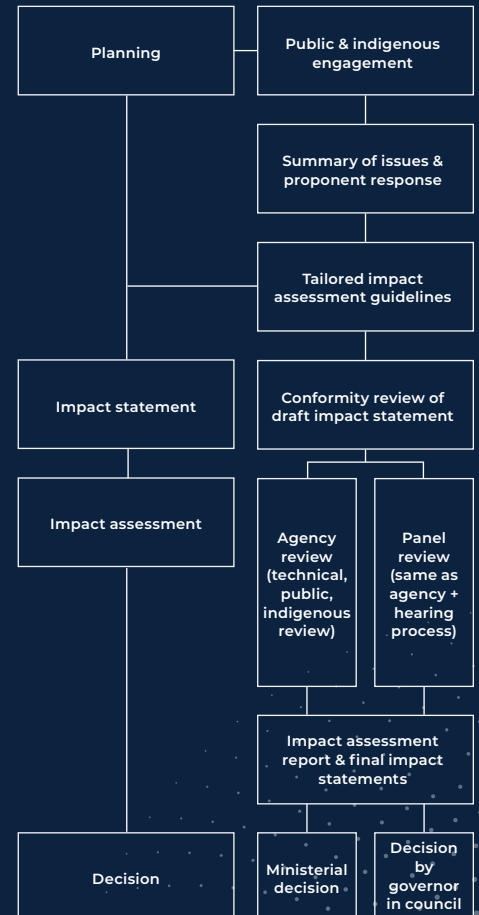 Planning
Public & indigenous
engagement
Summary of issues &
proponent response
Tailored impact
assessment guidelines
Impact statement
Conformity review of
draft impact statement
Impact assessment
Agency
review
(technical,
public,
indigenous
review)
Panel
review
(same as
agency +
hearing
process)
Impact assessment
report & final impact
statements
Decision
Ministerial
decision
Decision
by
governor
in council